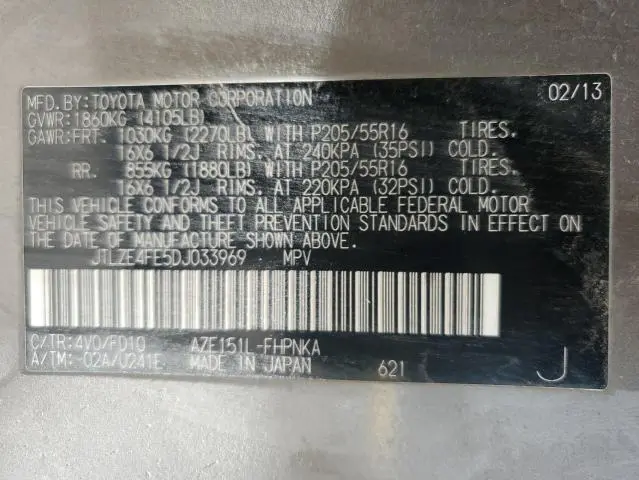 MFD.BY:TOYOTA MOTOR CORPORATION 02/13
GVWR:1860KG (4105LB)
GAWR:FRT. 1030KG (2270LB) WITH P205/55R16 TIRES.
16X6 1/2J RIMS. AT 240KPA (35PSI) COLD.
RR. 855KG (1880LB) WITH P205/55R16 TIRES.
16X6 1/2J RIMS. AT 220KPA (32PSI) COLD.
THIS VEHICLE CONFORMS TO ALL APPLICABLE FEDERAL MOTOR
VEHICLE SAFETY AND THEFT PREVENTION STANDARDS IN EFFECT ON
THE DATE OF MANUFACTURE SHOWN ABOVE.
JTLZE4FE5DJ033969 MPV
C/TR:4V0/FD10 AZE151L-FHPNKA
A/TM:-02A/U241E MADE IN JAPAN 621 J